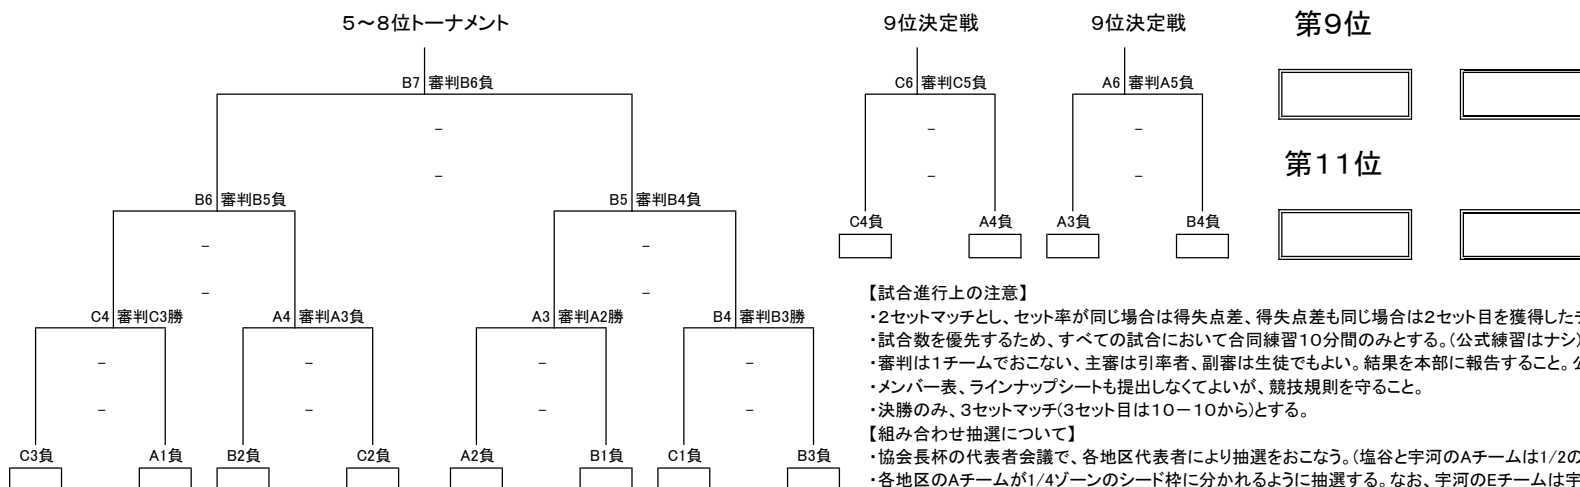 5～8位トーナメント
9位決定戦
9位決定戦
第9位
B7 審判B6負
C6 審判C5負
A6 審判A5負
－
－
－
－
－
－
第11位
B6 審判B5負
B5 審判B4負
C4負
A4負
A3負
B4負
－
－
－
－
C4 審判C3勝
A4 審判A3負
A3 審判A2勝
B4 審判B3勝
－
－
－
－
－
－
－
－
C3負
A1負
B2負
C2負
A2負
B1負
C1負
B3負
【試合進行上の注意】
・2セットマッチとし、セット率が同じ場合は得失点差、得失点差も同じ場合は2セット目を獲得した
・試合数を優先するため、すべての試合において合同練習10分間のみとする。(公式練習はナシ)
・審判は1チームでおこない、主審は引率者、副審は生徒でもよい。結果を本部に報告すること。
・メンバー表、ラインナップシートも提出しなくてよいが、競技規則を守ること。
・決勝のみ、3セットマッチ(3セット目は10－10から)とする。
【組み合わせ抽選について】
・協会長杯の代表者会議で、各地区代表者により抽選をおこなう。(塩谷と宇河のAチームは1/2の
・各地区のAチームが1/4ゾーンのシード枠に分かれるように抽選する。なお、宇河のEチームは宇